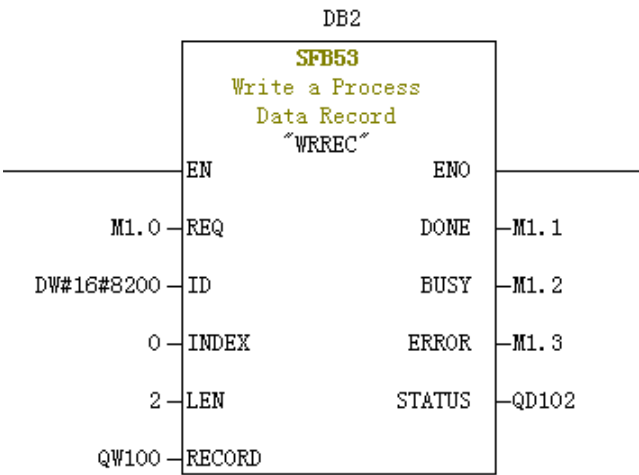 DB2
SFB53
Write a Process
Data Record
"WRREC"
EN ENO
M1.0 REQ DONE M1.1
DW#16#8200 ID BUSY M1.2
0 INDEX ERROR M1.3
2 LEN STATUS QD102
QW100 RECORD